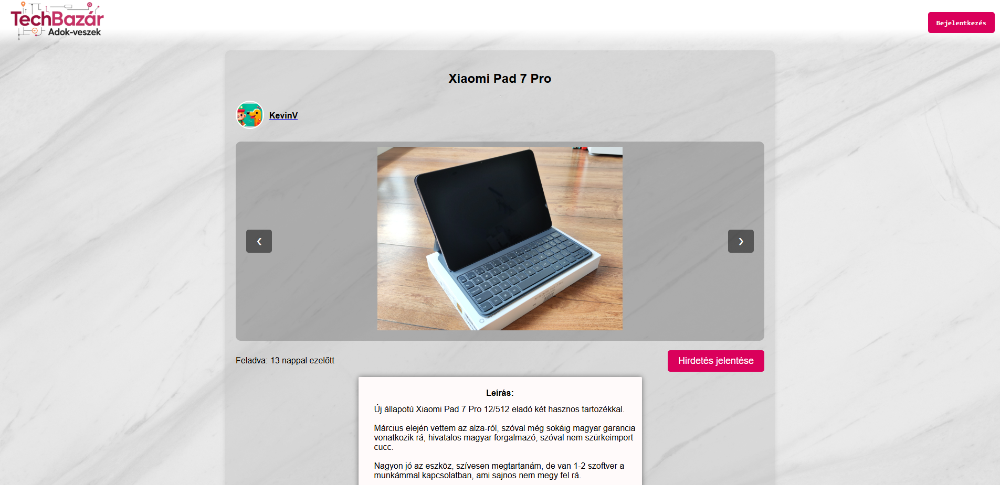 TechBazár
Adok-veszek
Bejelentkezés
Xiaomi Pad 7 Pro
KevinV
Feladva: 13 nappal ezelőtt
Hirdetés jelentése
Leírás:
Új állapotú Xiaomi Pad 7 Pro 12/512 eladó két hasznos tartozékkal.
Március elején vettem az alza-ról, szóval még sokáig magyar garancia
vonatkozik rá, hivatalos magyar forgalmazó, szóval nem szürkeimport
cucc.
Nagyon jó az eszköz, szívesen megtartanám, de van 1-2 szoftver a
munkámmal kapcsolatban, ami sajnos nem megy fel rá.